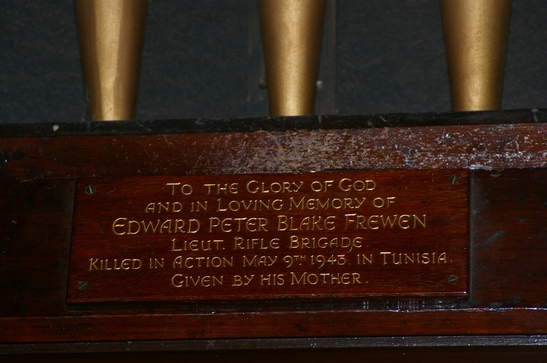 To the Glory of God
and in Loving Memory of
Edward Peter Blake Frewen
Lieut. Rifle Brigade
Killed in Action May 9th 1943, in Tunisia.
Given by his Mother.